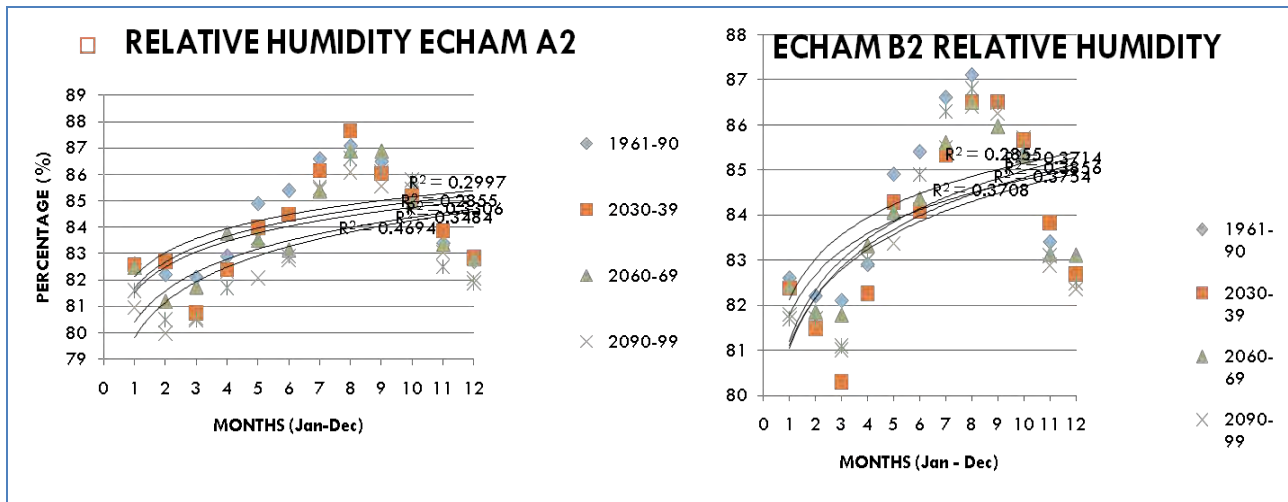 RELATIVE HUMIDITY ECHAM A2
PERCENTAGE (%)
89
88
87
86
85
84
83
82
81
80
79
0 1 2 3 4 5 6 7 8 9 10 11 12
MONTHS (Jan-Dec)
R² = 0.2997
R² = 0.2855
R² = 0.3484
R² = 0.4694
1961-90
2030-39
2060-69
2090-99
ECHAM B2 RELATIVE HUMIDITY
88
87
86
85
84
83
82
81
80
0 1 2 3 4 5 6 7 8 9 10 11 12
MONTHS (Jan - Dec)
R² = 0.2855
0.3714
R² = 0.3754
R² = 0.3708
1961-
90
2030-
39
2060-
69
2090-
99